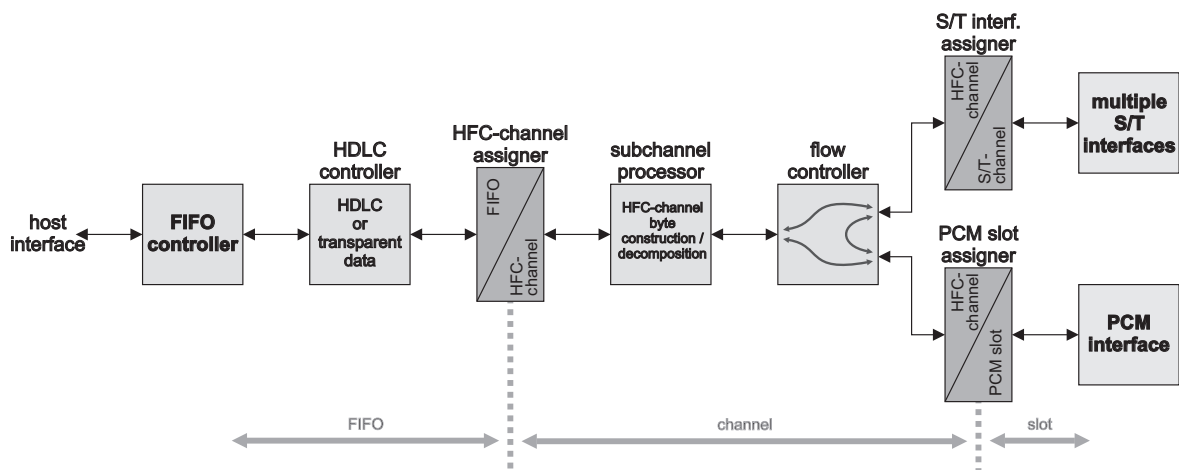 host
interface
FIFO
controller
HDLC
controller
HDLC
or
transparent
data
HFC-channel
assigner
FIFO
HFC-
channel
subchannel
processor
HFC-channel
byte
construction /
decomposition
flow
controller
S/T interf.
assigner
HFC-
channel
S/T-
channel
multiple
S/T
interfaces
PCM slot
assigner
HFC-
channel
PCM slot
PCM
interface
FIFO
channel
slot